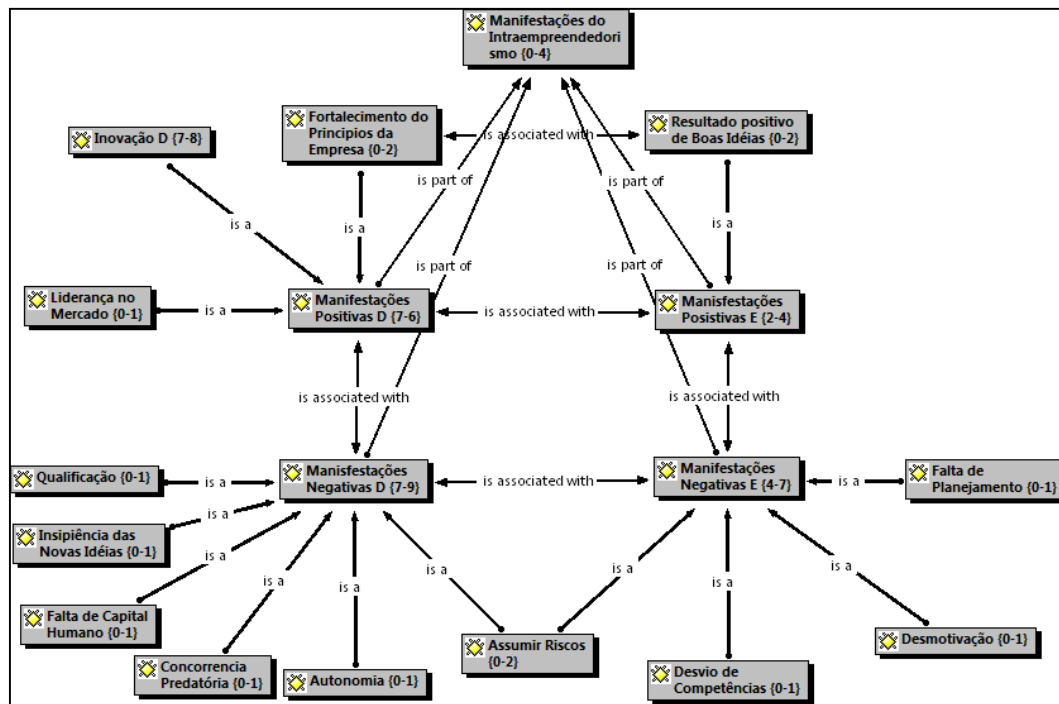 Manifestações do
Intraempreendedori
smo {0-4}
Fortalecimento do
Principios da
Empresa {0-2}
is associated with
Resultado positivo
de Boas Idéias {0-2}
Inovação D {7-8}
is part of
is part of
is a
is a
is a
is part of
is part of
Liderança no
Mercado {0-1}
is a
Manifestações
Positivas D {7-6}
is associated with
Manisfestações
Posistivas E {2-4}
is associated with
is associated with
Qualificação {0-1}
is a
Manisfestações
Negativas D {7-9}
is associated with
Manifestações
Negativas E {4-7}
is a
Falta de
Planejamento {0-1}
Insipiência das
Novas Idéias {0-1}
is a
is a
is a
is a
is a
is a
is a
is a
Falta de Capital
Humano {0-1}
Concorrencia
Predatória {0-1}
Autonomia {0-1}
Assumir Riscos
{0-2}
Desvio de
Competências {0-1}
Desmotivação {0-1}